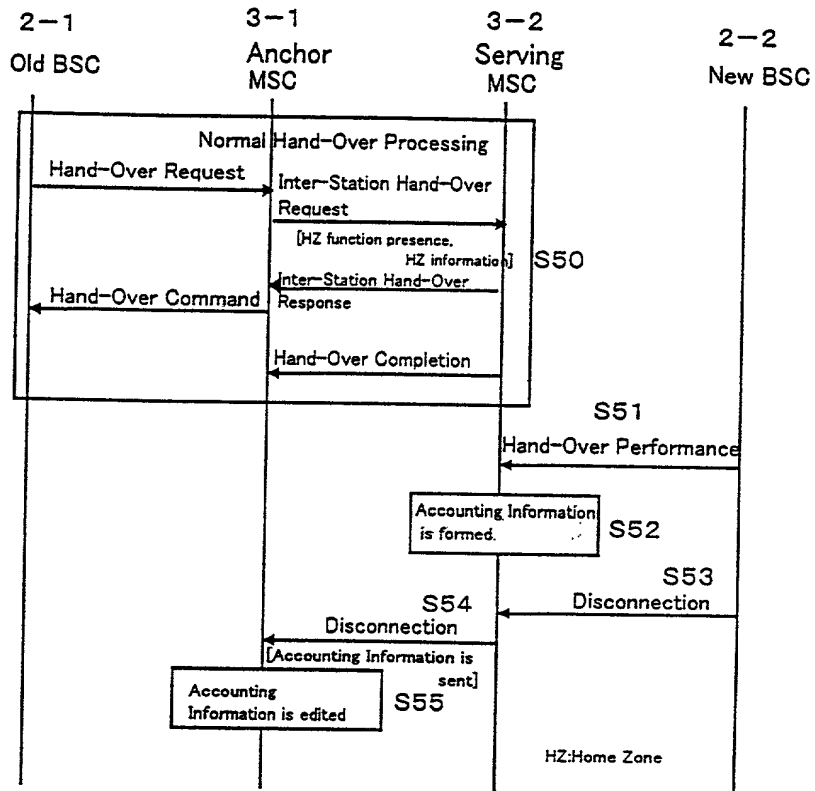 2-1
3-1
3-2
2-2
Old BSC
Anchor
MSC
Serving
MSC
New BSC
Normal Hand-Over Processing
Hand-Over Request
Inter-Station Hand-Over
Request
[HZ function presence.
HZ information]
S50
Inter-Station Hand-Over
Response
Hand-Over Command
Hand-Over Completion
S51
Hand-Over Performance
Accounting Information
is formed.
S52
S53
Disconnection
S54
Disconnection
[Accounting Information is
sent]
Accounting
Information is edited
S55
HZ:Home Zone